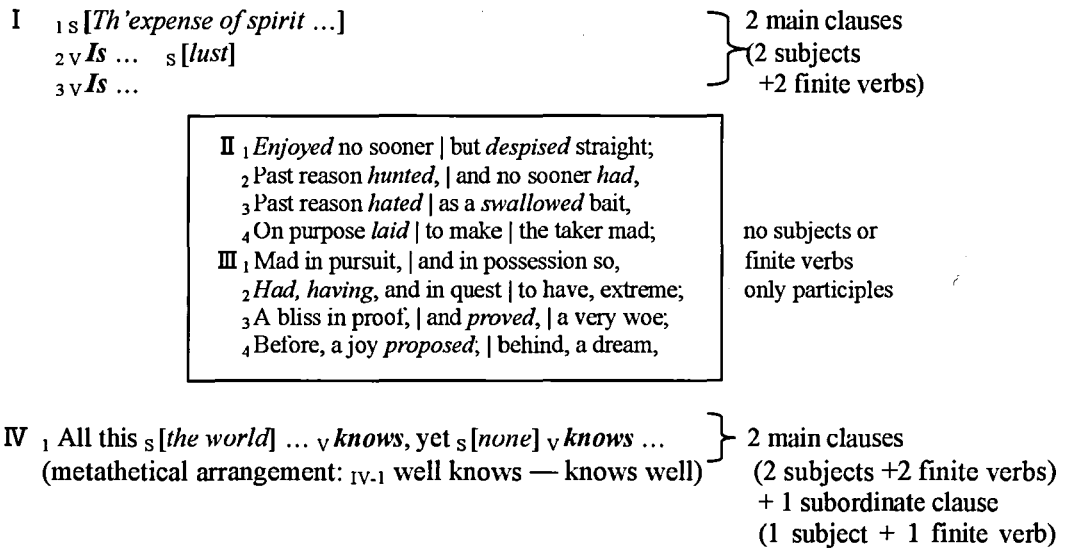 I 1 S [Th'expense of spirit ...] 2 main clauses
2 V Is ... S [lust] (2 subjects
3 V Is ... +2 finite verbs)
II 1 Enjoyed no sooner | but despised straight;
2 Past reason hunted, | and no sooner had,
3 Past reason hated | as a swallowed bait,
4 On purpose laid | to make | the taker mad; no subjects or
III 1 Mad in pursuit, | and in possession so, finite verbs
2 Had, having, and in quest | to have, extreme; only participles
3 A bliss in proof, | and proved, | a very woe;
4 Before, a joy proposed; | behind, a dream,
IV 1 All this S [the world] ... V knows, yet S [none] V knows ... 2 main clauses
(metathetical arrangement: IV-1 well knows — knows well) (2 subjects +2 finite verbs)
+ 1 subordinate clause
(1 subject + 1 finite verb)